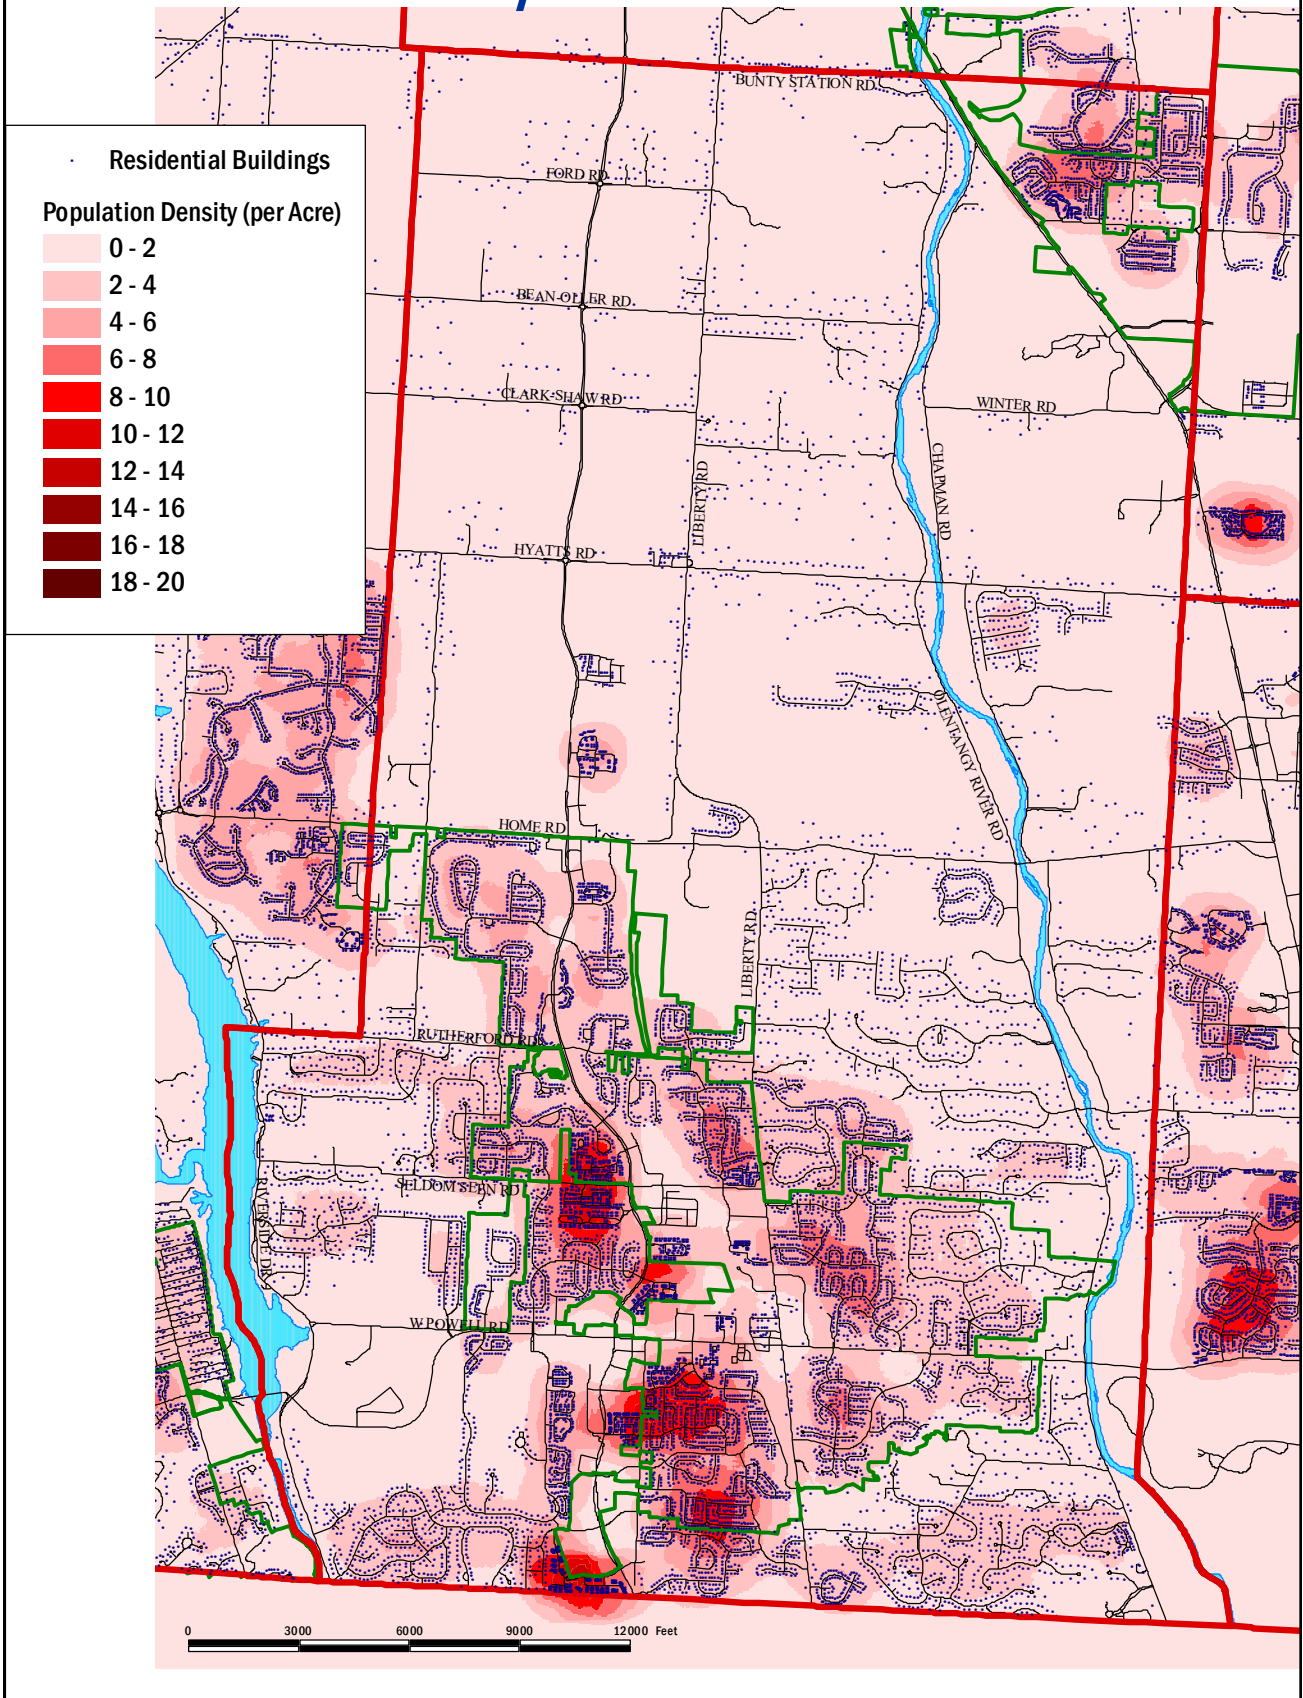 BUNTY STATION RD
Residential Buildings
Population Density (per Acre)
0 - 2
2 - 4
4 - 6
6 - 8
8 - 10
10 - 12
12 - 14
14 - 16
16 - 18
18 - 20
FORD RD
BEAN-OLLER RD
CLARK-SHAW RD
WINTER RD
CHAPMAN RD
LIBERTY RD
HYATTS RD
OLENTANGY RIVER RD
HOME RD
LIBERTY RD
RUTHERFORD RD
SELDOM SEEN RD
RIVERSIDE DR
W POWELL RD
0 3000 6000 9000 12000 Feet